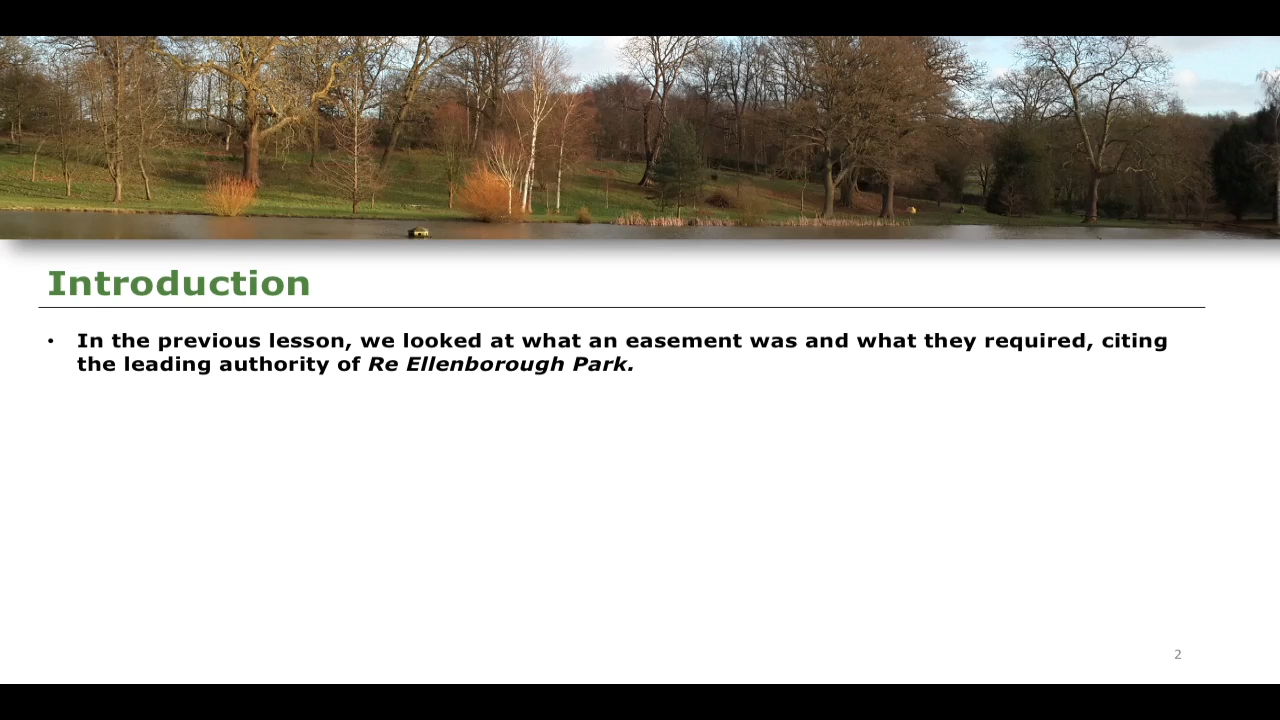 Introduction
• In the previous lesson, we looked at what an easement was and what they required, citing
the leading authority of Re Ellenborough Park.
2